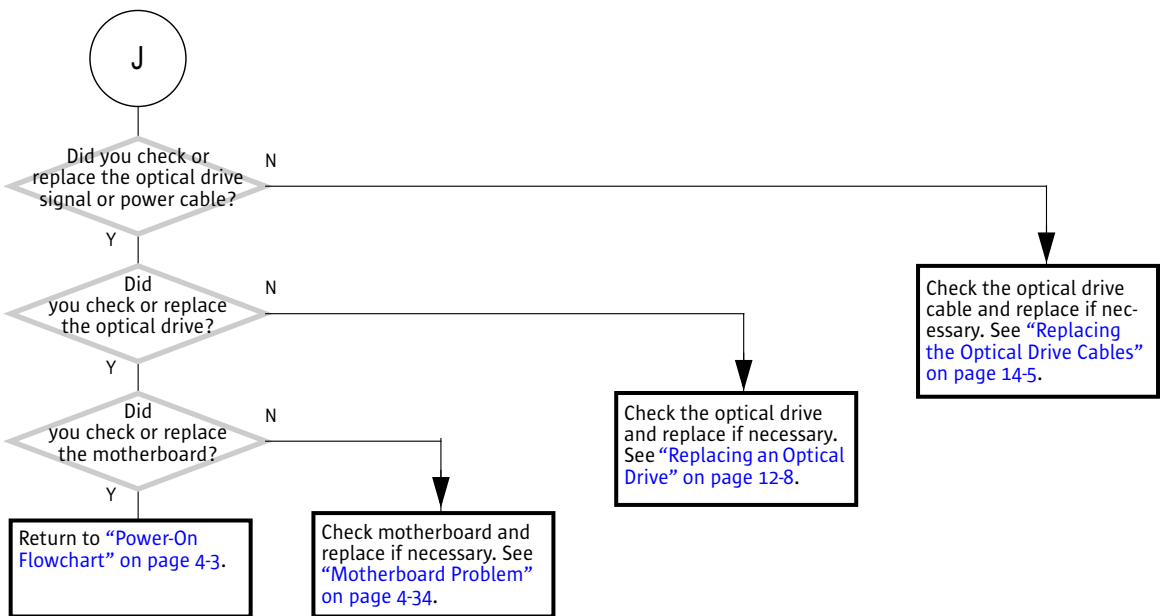 J
Did you check or
replace the optical drive
signal or power cable?
N
Y
Did
you check or replace
the optical drive?
N
Y
Did
you check or replace
the motherboard?
N
Y
Check the optical drive
cable and replace if nec-
essary. See “Replacing
the Optical Drive Cables”
on page 14-5.
Check the optical drive
and replace if necessary.
See “Replacing an Optical
Drive” on page 12-8.
Check motherboard and
replace if necessary. See
“Motherboard Problem”
on page 4-34.
Return to “Power-On
Flowchart” on page 4-3.